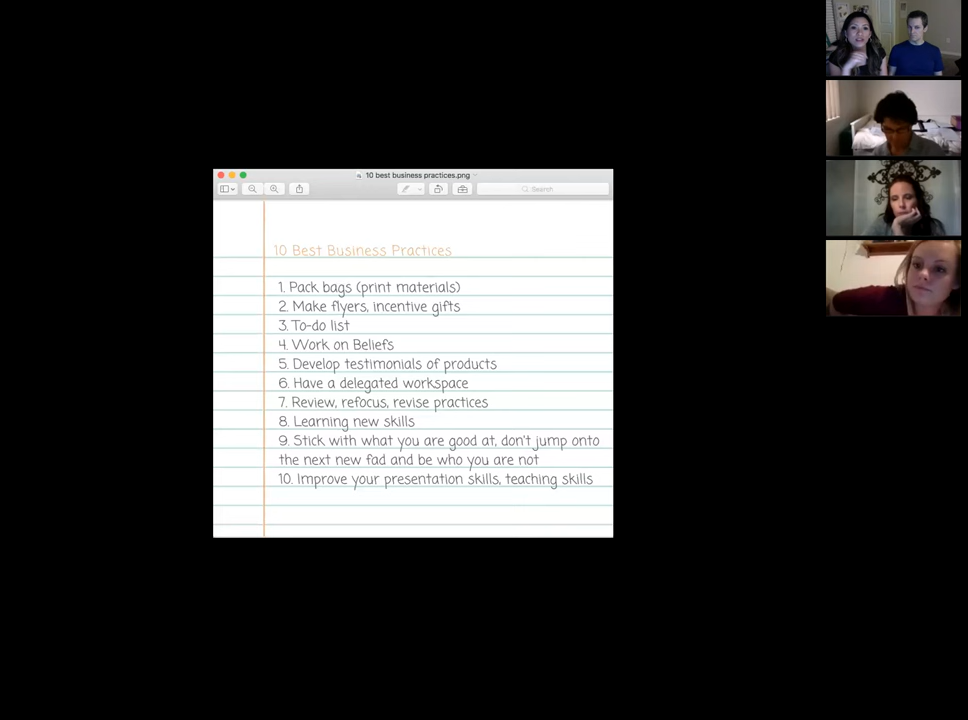 10 best business practices.png
Search
10 Best Business Practices
1. Pack bags (print materials)
2. Make flyers, incentive gifts
3. To-do list
4. Work on Beliefs
5. Develop testimonials of products
6. Have a delegated workspace
7. Review, refocus, revise practices
8. Learning new skills
9. Stick with what you are good at, don't jump onto
the next new fad and be who you are not
10. Improve your presentation skills, teaching skills